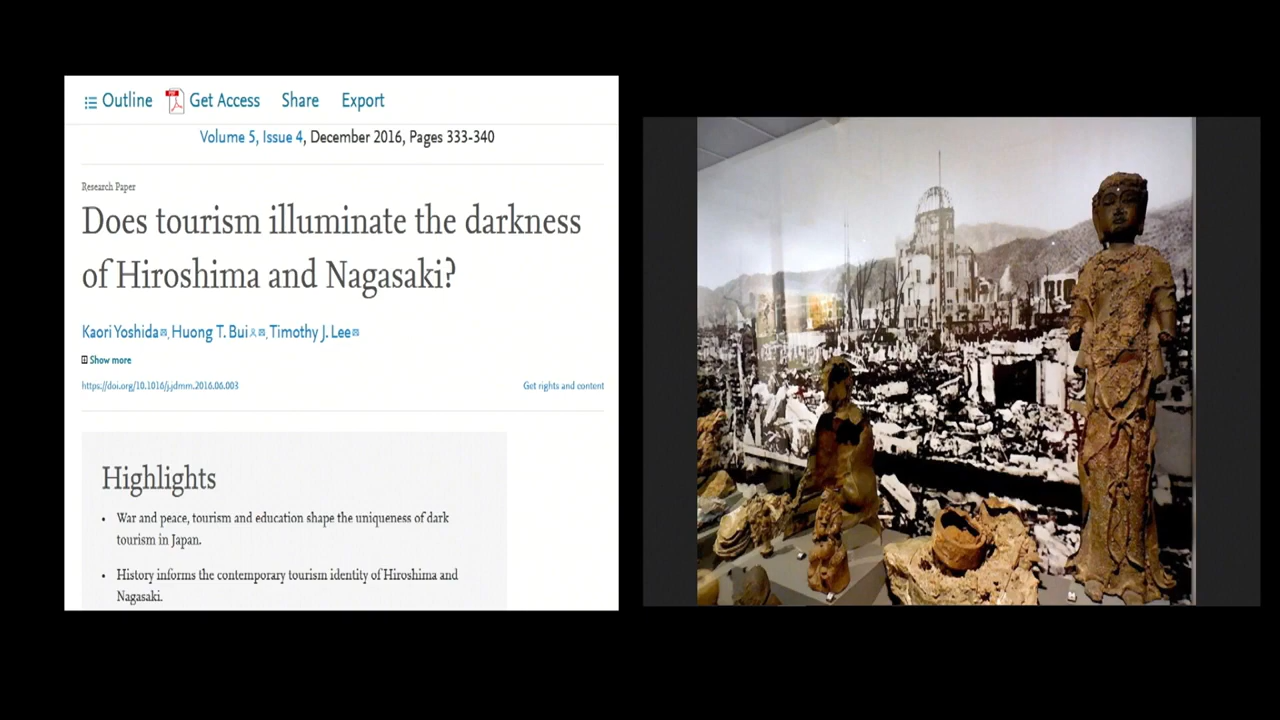 Outline Get Access Share Export
Volume 5, Issue 4, December 2016, Pages 333-340
Research Paper
Does tourism illuminate the darkness
of Hiroshima and Nagasaki?
Kaori Yoshida, Huong T. Bui, Timothy J. Lee
Show more
https://doi.org/10.1016/j.jdmm.2016.06.003 Get rights and content
Highlights
• War and peace, tourism and education shape the uniqueness of dark
tourism in Japan.
• History informs the contemporary tourism identity of Hiroshima and
Nagasaki.